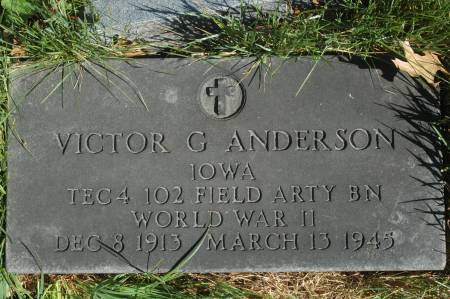 VICTOR G ANDERSON
IOWA
TEC4 102 FIELD ARTY BN
WORLD WAR II
DEC 8 1913 MARCH 13 1945